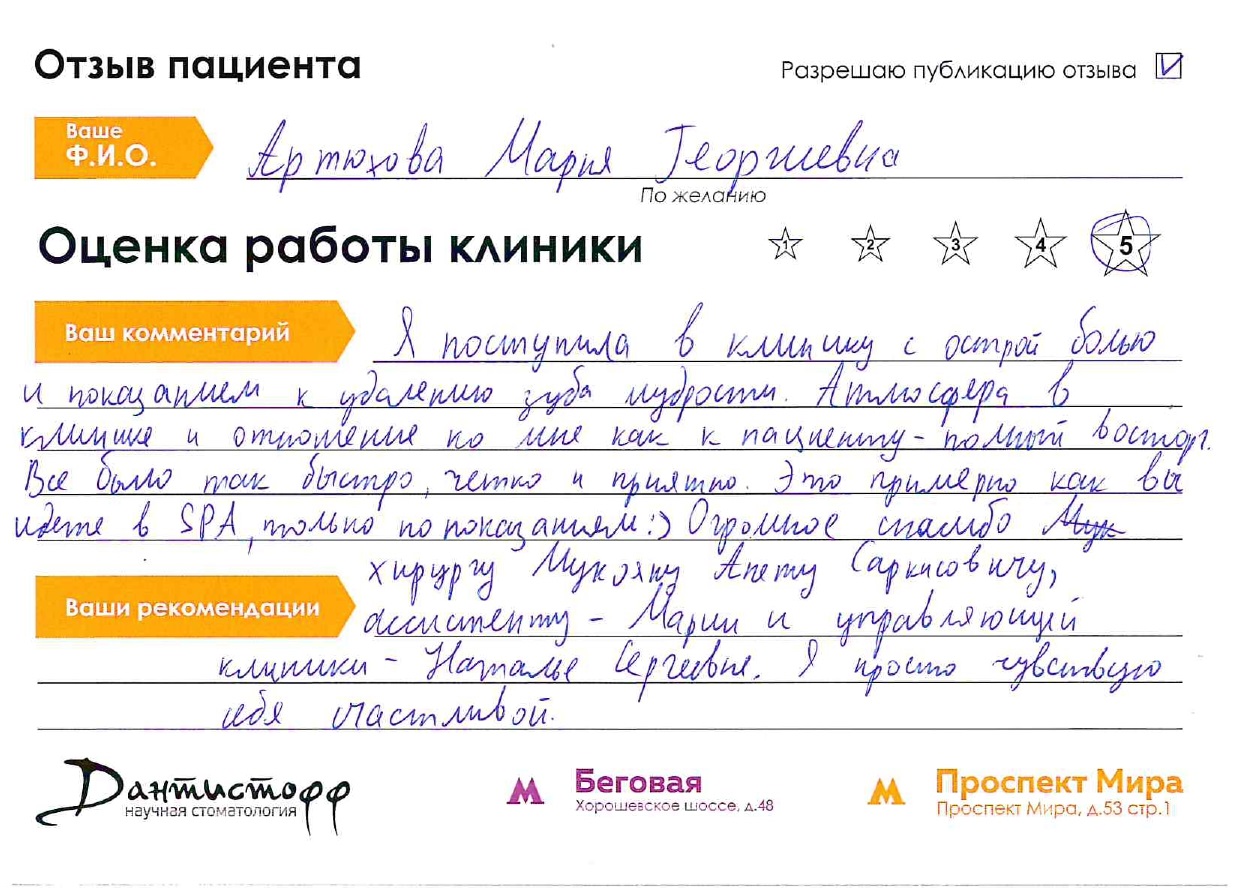 Отзыв пациента
Разрешаю публикацию отзыва
Ваше
Ф.И.О.
Артюхова Мария Георгиевна
По желанию
Оценка работы клиники
1 2 3 4 5
Ваш комментарий
Я поступила в клинику с острой болью
и показанием к удалению зуба мудрости. Атмосфера в
клинике и отношение ко мне как к пациенту - полный восторг.
Все было так быстро, четко и приятно. Это примерно как вы
идете в SPA, только по показаниям :) Огромное спасибо Мук
хирургу Мукояну Апету Саркисовичу,
Ваши рекомендации
ассистенту - Марии и управляющей
клиники - Наталье Сергеевне. Я просто чувствую
себя счастливой.
Дантистофф
научная стоматология
Беговая
Хорошевское шоссе, д.48
Проспект Мира
Проспект Мира, д.53 стр.1